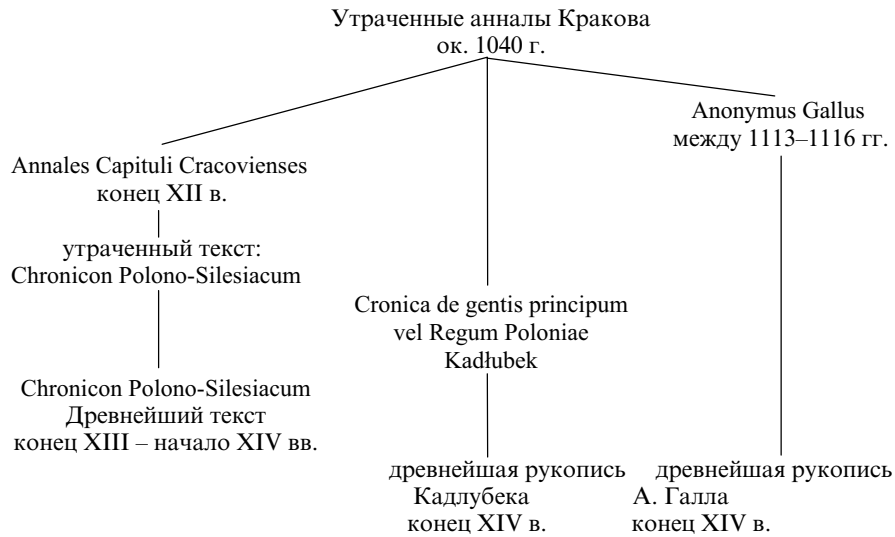 Утраченные анналы Кракова
ок. 1040 г.
Anonymus Gallus
между 1113–1116 гг.
Annales Capituli Cracovienses
конец XII в.
утраченный текст:
Chronicon Polono-Silesiacum
Cronica de gentis principum
vel Regum Poloniae
Kadłubek
Chronicon Polono-Silesiacum
Древнейший текст
конец XIII – начало XIV вв.
древнейшая рукопись
Кадлубека
конец XIV в.
древнейшая рукопись
А. Галла
конец XIV в.